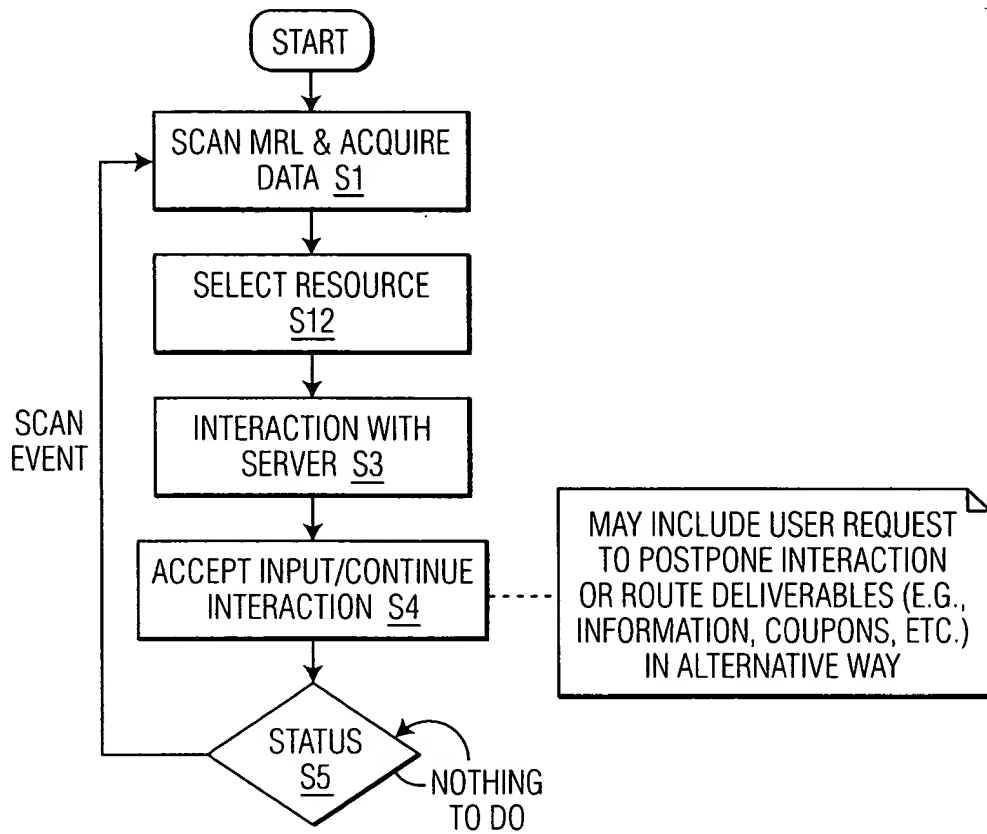 START
SCAN MRL & ACQUIRE
DATA S1
SELECT RESOURCE
S12
INTERACTION WITH
SERVER S3
SCAN
EVENT
ACCEPT INPUT/CONTINUE
INTERACTION S4
MAY INCLUDE USER REQUEST
TO POSTPONE INTERACTION
OR ROUTE DELIVERABLES (E.G.,
INFORMATION, COUPONS, ETC.)
IN ALTERNATIVE WAY
STATUS
S5
NOTHING
TO DO